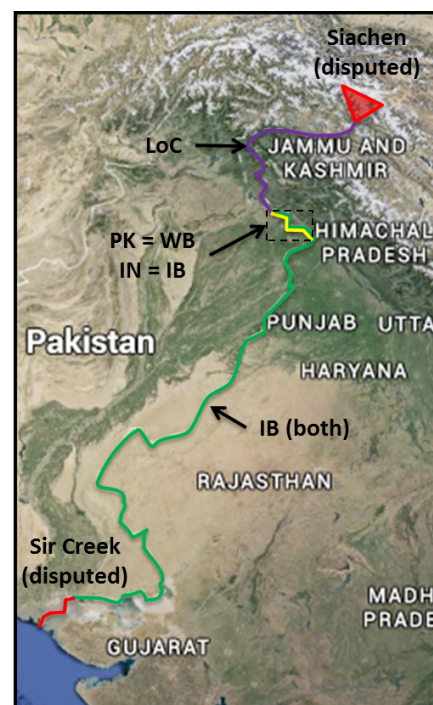 Siachen
(disputed)
LoC
JAMMU AND
KASHMIR
PK = WB
IN = IB
HIMACHAL
PRADESH
PUNJAB
UTTA
Pakistan
HARYANA
IB (both)
RAJASTHAN
Sir Creek
(disputed)
MADH
PRADE
GUJARAT